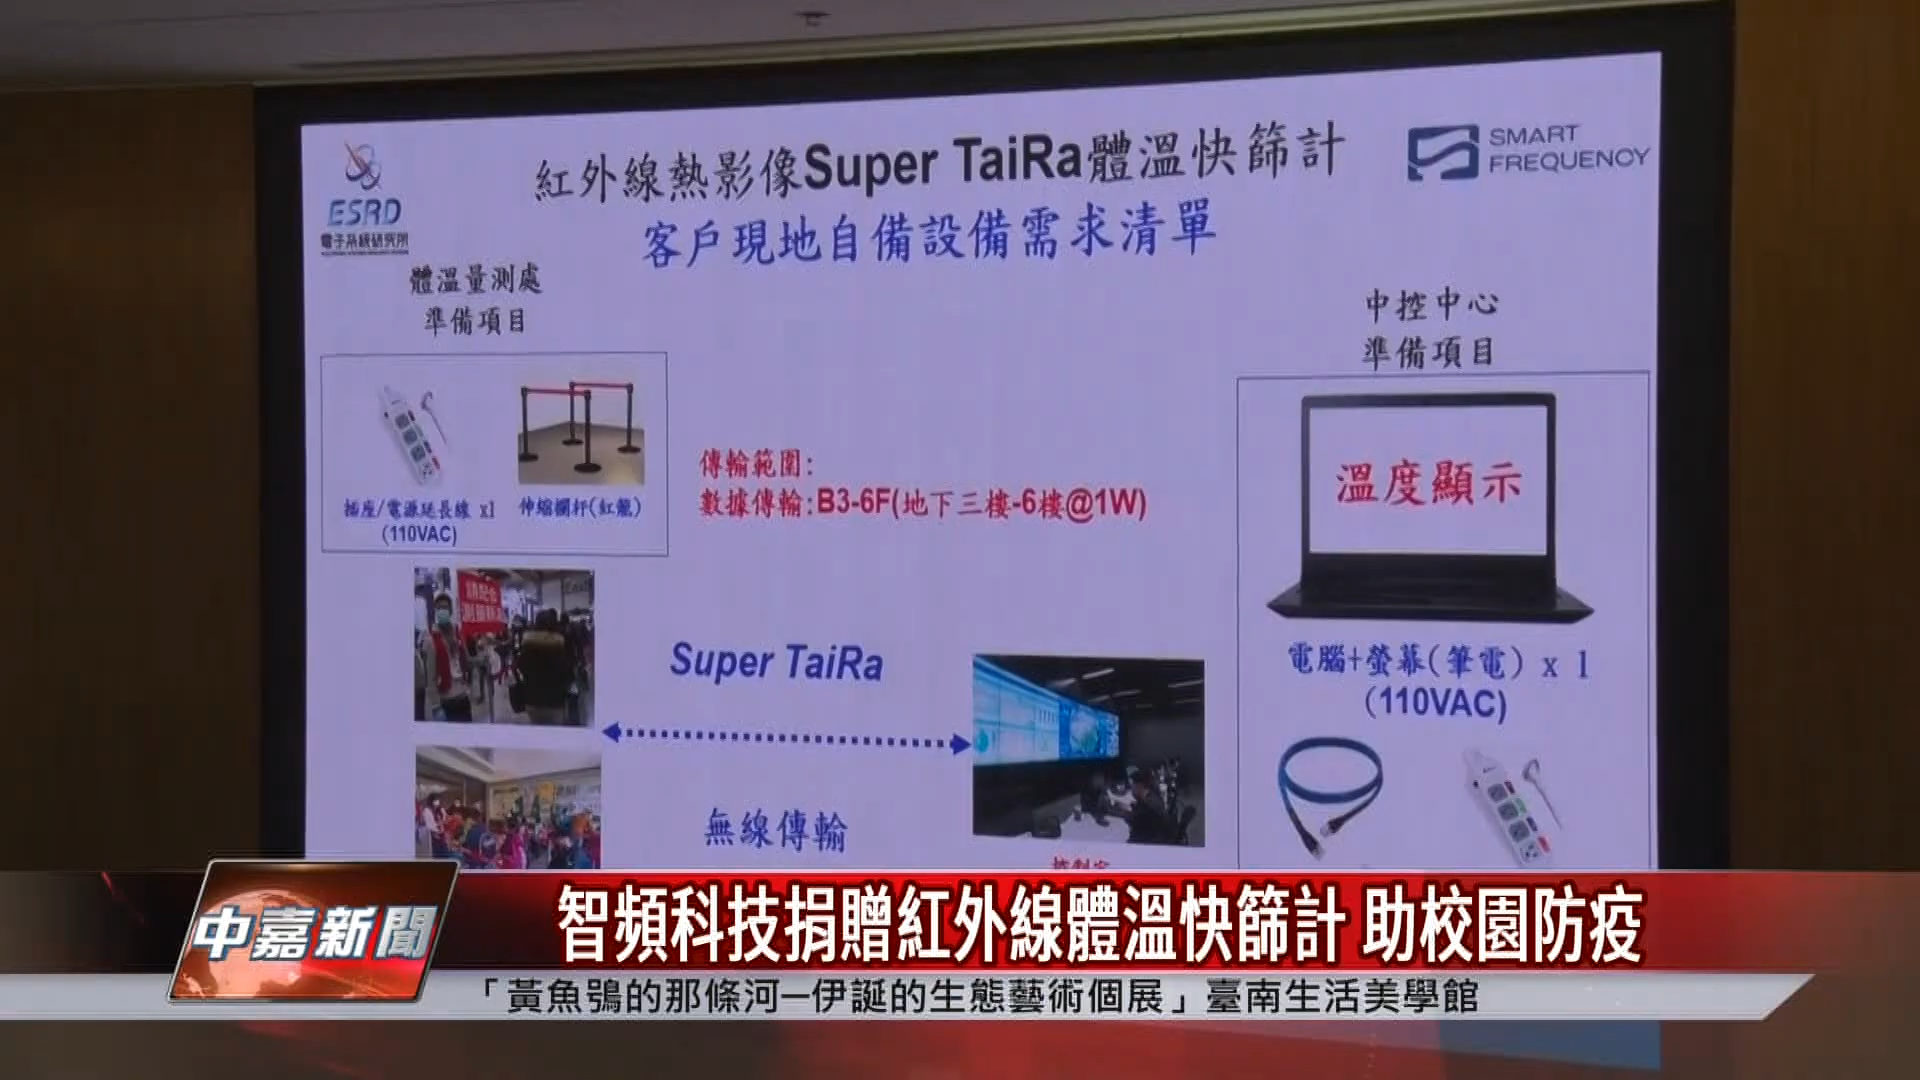 紅外線熱影像Super TaiRa體溫快篩計
SMART
FREQUENCY
ESRD
電子系統研究所
客戶現地自備設備需求清單
體溫量測處
準備項目
中控中心
準備項目
溫度顯示
傳輸範圍:
數據傳輸:B3-6F(地下三樓-6樓@1W)
插座/電源延長線 x1
(110VAC)
伸縮欄杆(紅龍)
請配合
Super TaiRa
電腦+螢幕(筆電) x 1
(110VAC)
無線傳輸
控制室
中嘉新聞
智頻科技捐贈紅外線體溫快篩計 助校園防疫
「黃魚鴞的那條河—伊誕的生態藝術個展」臺南生活美學館